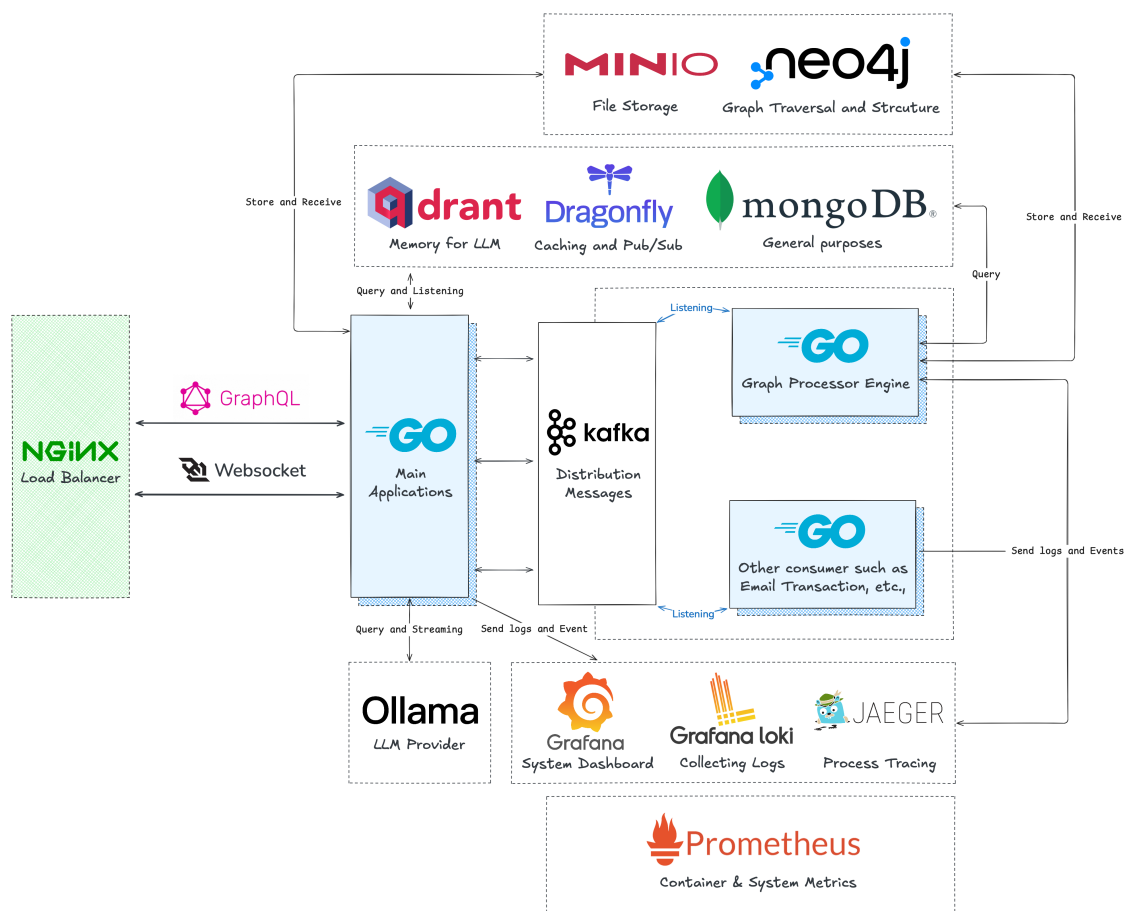 MINIO
neo4j
File Storage
Graph Traversal and Strcuture
Store and Receive
qdrant
Dragonfly
mongoDB®
Memory for LLM
Caching and Pub/Sub
General purposes
Store and Receive
Query
Query and Listening
Listening
GO
Graph Processor Engine
GraphQL
NGINX
Load Balancer
Websocket
GO
Main
Applications
kafka
Distribution
Messages
GO
Other consumer such as
Email Transaction, etc.,
Send logs and Events
Listening
Query and Streaming
Send logs and Event
Ollama
LLM Provider
Grafana
System Dashboard
Grafana loki
Collecting Logs
JAEGER
Process Tracing
Prometheus
Container & System Metrics